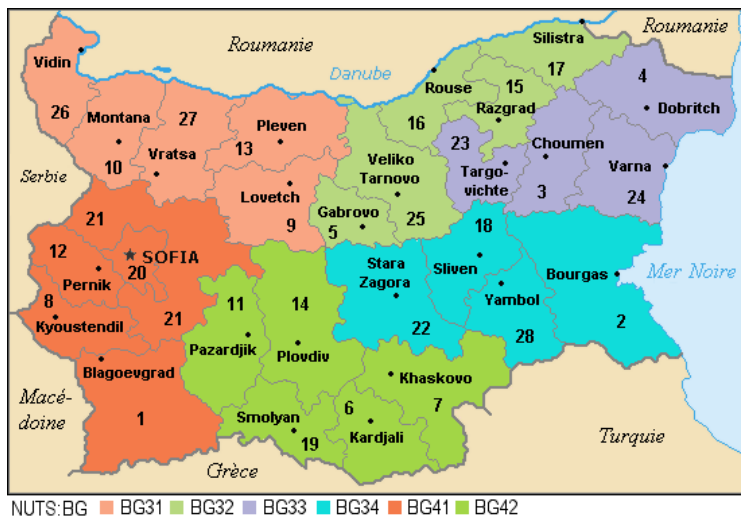 Roumanie
Roumanie
Silistra
Vidin
Danube
17
4
Rouse
15
26
27
Razgrad
Dobritch
Montana
16
Pleven
23
Choumen
13
Veliko
Tarnovo
Vratsa
10
Targo-
vichte
Varna
Serbie
Lovetch
3
24
21
9
Gabrovo
5
25
18
12
SOFIA
20
Pernik
Stara
Zagora
Sliven
Bourgas
Mer Noire
8
11
14
Yambol
Kyoustendil
21
22
28
2
Pazardjik
Plovdiv
Blagoevgrad
Khaskovo
Macé-
doine
1
Smolyan
6
7
19
Kardjali
Turquie
Grèce
NUTS:BG BG31 BG32 BG33 BG34 BG41 BG42